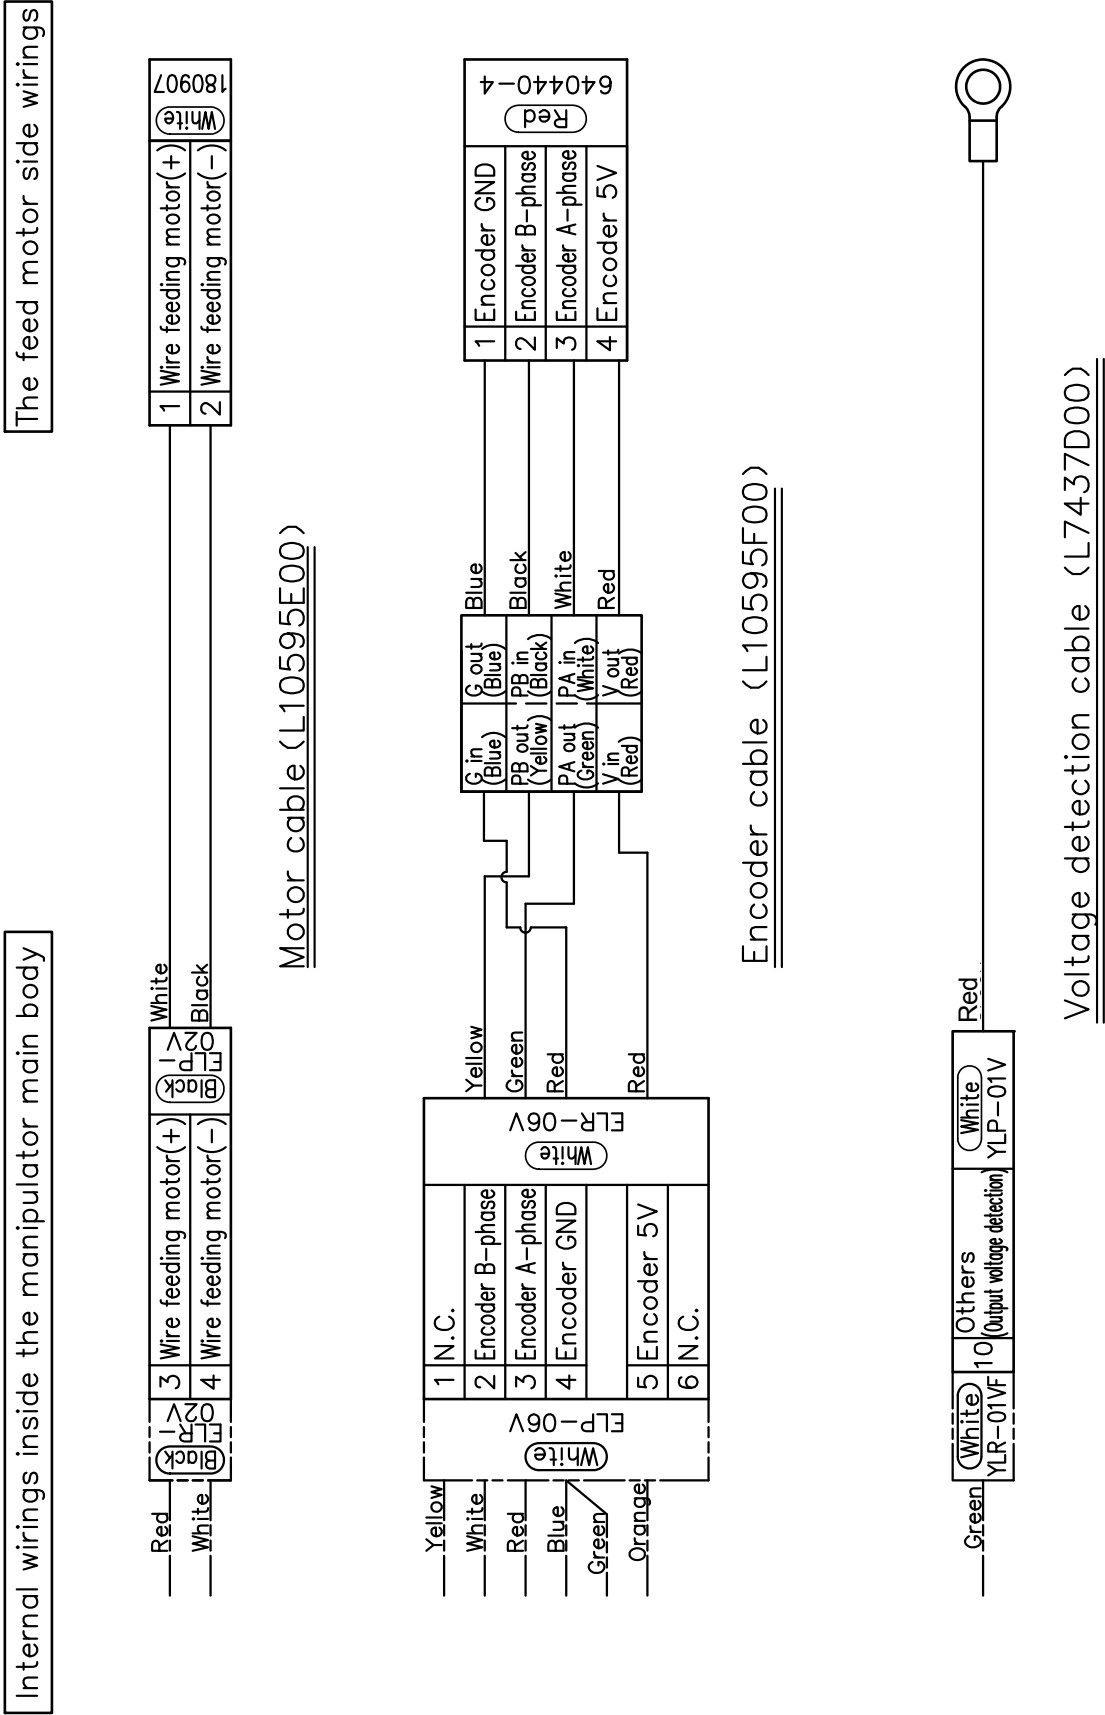 Internal wirings inside the manipulator main body
The feed motor side wirings
Red
White
Black
ELR-
02V
3 Wire feeding motor(+)
4 Wire feeding motor(-)
Black
ELP-
02V
White
Black
1 Wire feeding motor(+)
2 Wire feeding motor(-)
White
180907
Motor cable (L10595E00)
Yellow
White
Red
Blue
Green
Orange
White
ELP-06V
1 N.C.
2 Encoder B-phase
3 Encoder A-phase
4 Encoder GND
5 Encoder 5V
6 N.C.
White
ELR-06V
Yellow
Green
Red
Red
G in
(Blue)
G out
(Blue)
PB out
(Yellow)
PB in
(Black)
PA out
(Green)
PA in
(White)
V in
(Red)
V out
(Red)
Blue
Black
White
Red
1 Encoder GND
2 Encoder B-phase
3 Encoder A-phase
4 Encoder 5V
Red
640440-4
Encoder cable (L10595F00)
Green
White
YLR-01VF
10
Others
(Output voltage detection)
White
YLP-01V
Red
Voltage detection cable (L7437D00)